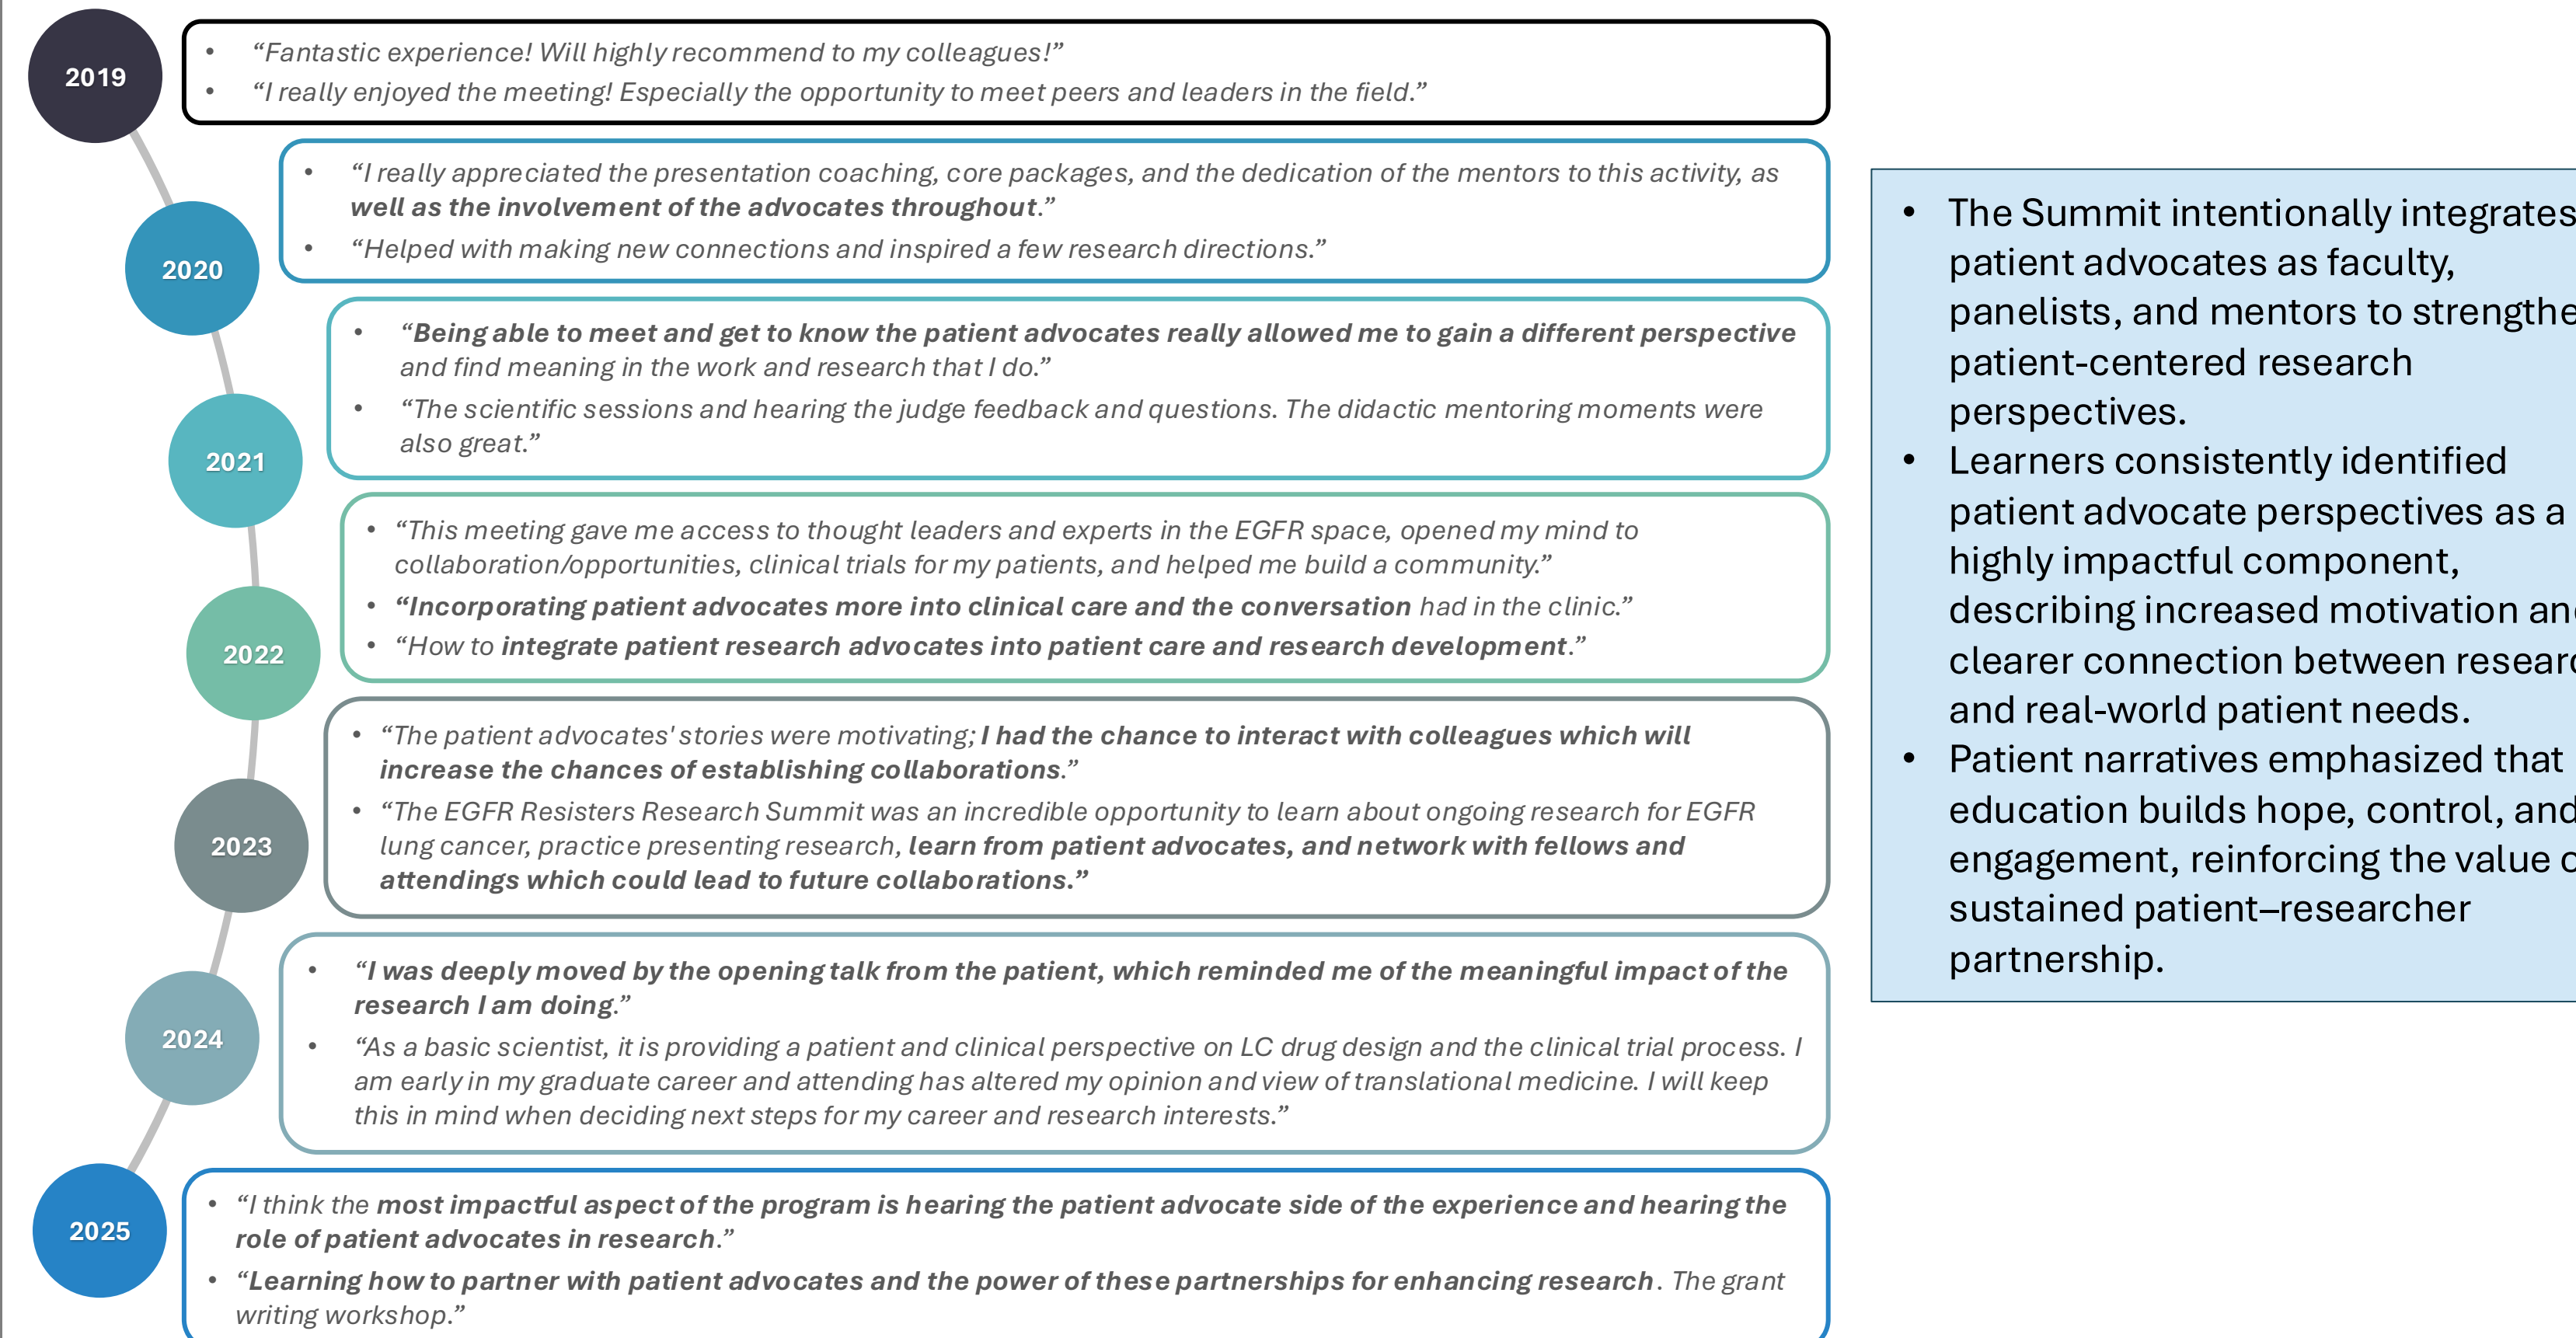 2019
• “Fantastic experience! Will highly recommend to my colleagues!”
• “I really enjoyed the meeting! Especially the opportunity to meet peers and leaders in the field.”
2020
• “I really appreciated the presentation coaching, core packages, and the dedication of the mentors to this activity, as
well as the involvement of the advocates throughout.”
• “Helped with making new connections and inspired a few research directions.”
2021
• “Being able to meet and get to know the patient advocates really allowed me to gain a different perspective
and find meaning in the work and research that I do.”
• “The scientific sessions and hearing the judge feedback and questions. The didactic mentoring moments were
also great.”
2022
• “This meeting gave me access to thought leaders and experts in the EGFR space, opened my mind to
collaboration/opportunities, clinical trials for my patients, and helped me build a community.”
• “Incorporating patient advocates more into clinical care and the conversation had in the clinic.”
• “How to integrate patient research advocates into patient care and research development.”
2023
• “The patient advocates' stories were motivating; I had the chance to interact with colleagues which will
increase the chances of establishing collaborations.”
• “The EGFR Resisters Research Summit was an incredible opportunity to learn about ongoing research for EGFR
lung cancer, practice presenting research, learn from patient advocates, and network with fellows and
attendings which could lead to future collaborations.”
2024
• “I was deeply moved by the opening talk from the patient, which reminded me of the meaningful impact of the
research I am doing.”
• “As a basic scientist, it is providing a patient and clinical perspective on LC drug design and the clinical trial process. I
am early in my graduate career and attending has altered my opinion and view of translational medicine. I will keep
this in mind when deciding next steps for my career and research interests.”
2025
• “I think the most impactful aspect of the program is hearing the patient advocate side of the experience and hearing the
role of patient advocates in research.”
• “Learning how to partner with patient advocates and the power of these partnerships for enhancing research. The grant
writing workshop.”
• The Summit intentionally integrates
patient advocates as faculty,
panelists, and mentors to
patient-centered research
perspectives.
• Learners consistently identified
patient advocate perspectives as a
highly impactful component,
describing increased motivation
clearer connection between
and real-world patient needs.
• Patient narratives emphasized that
education builds hope, control, and
engagement, reinforcing the value
sustained patient–researcher
partnership.